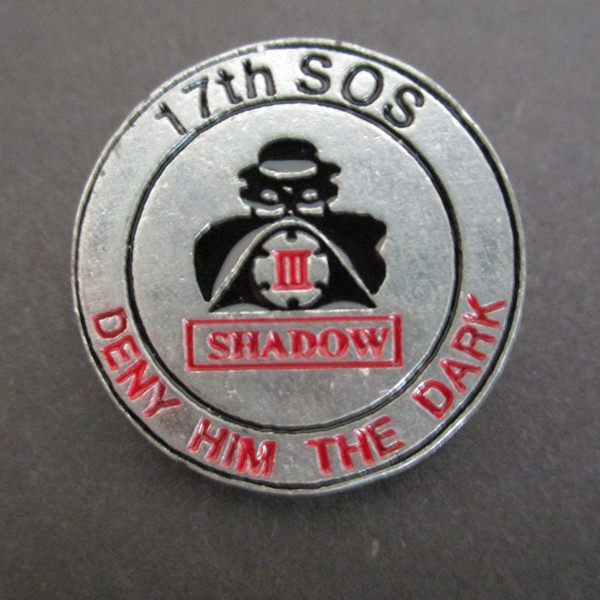 17th SOS
III
SHADOW
DENY HIM THE DARK